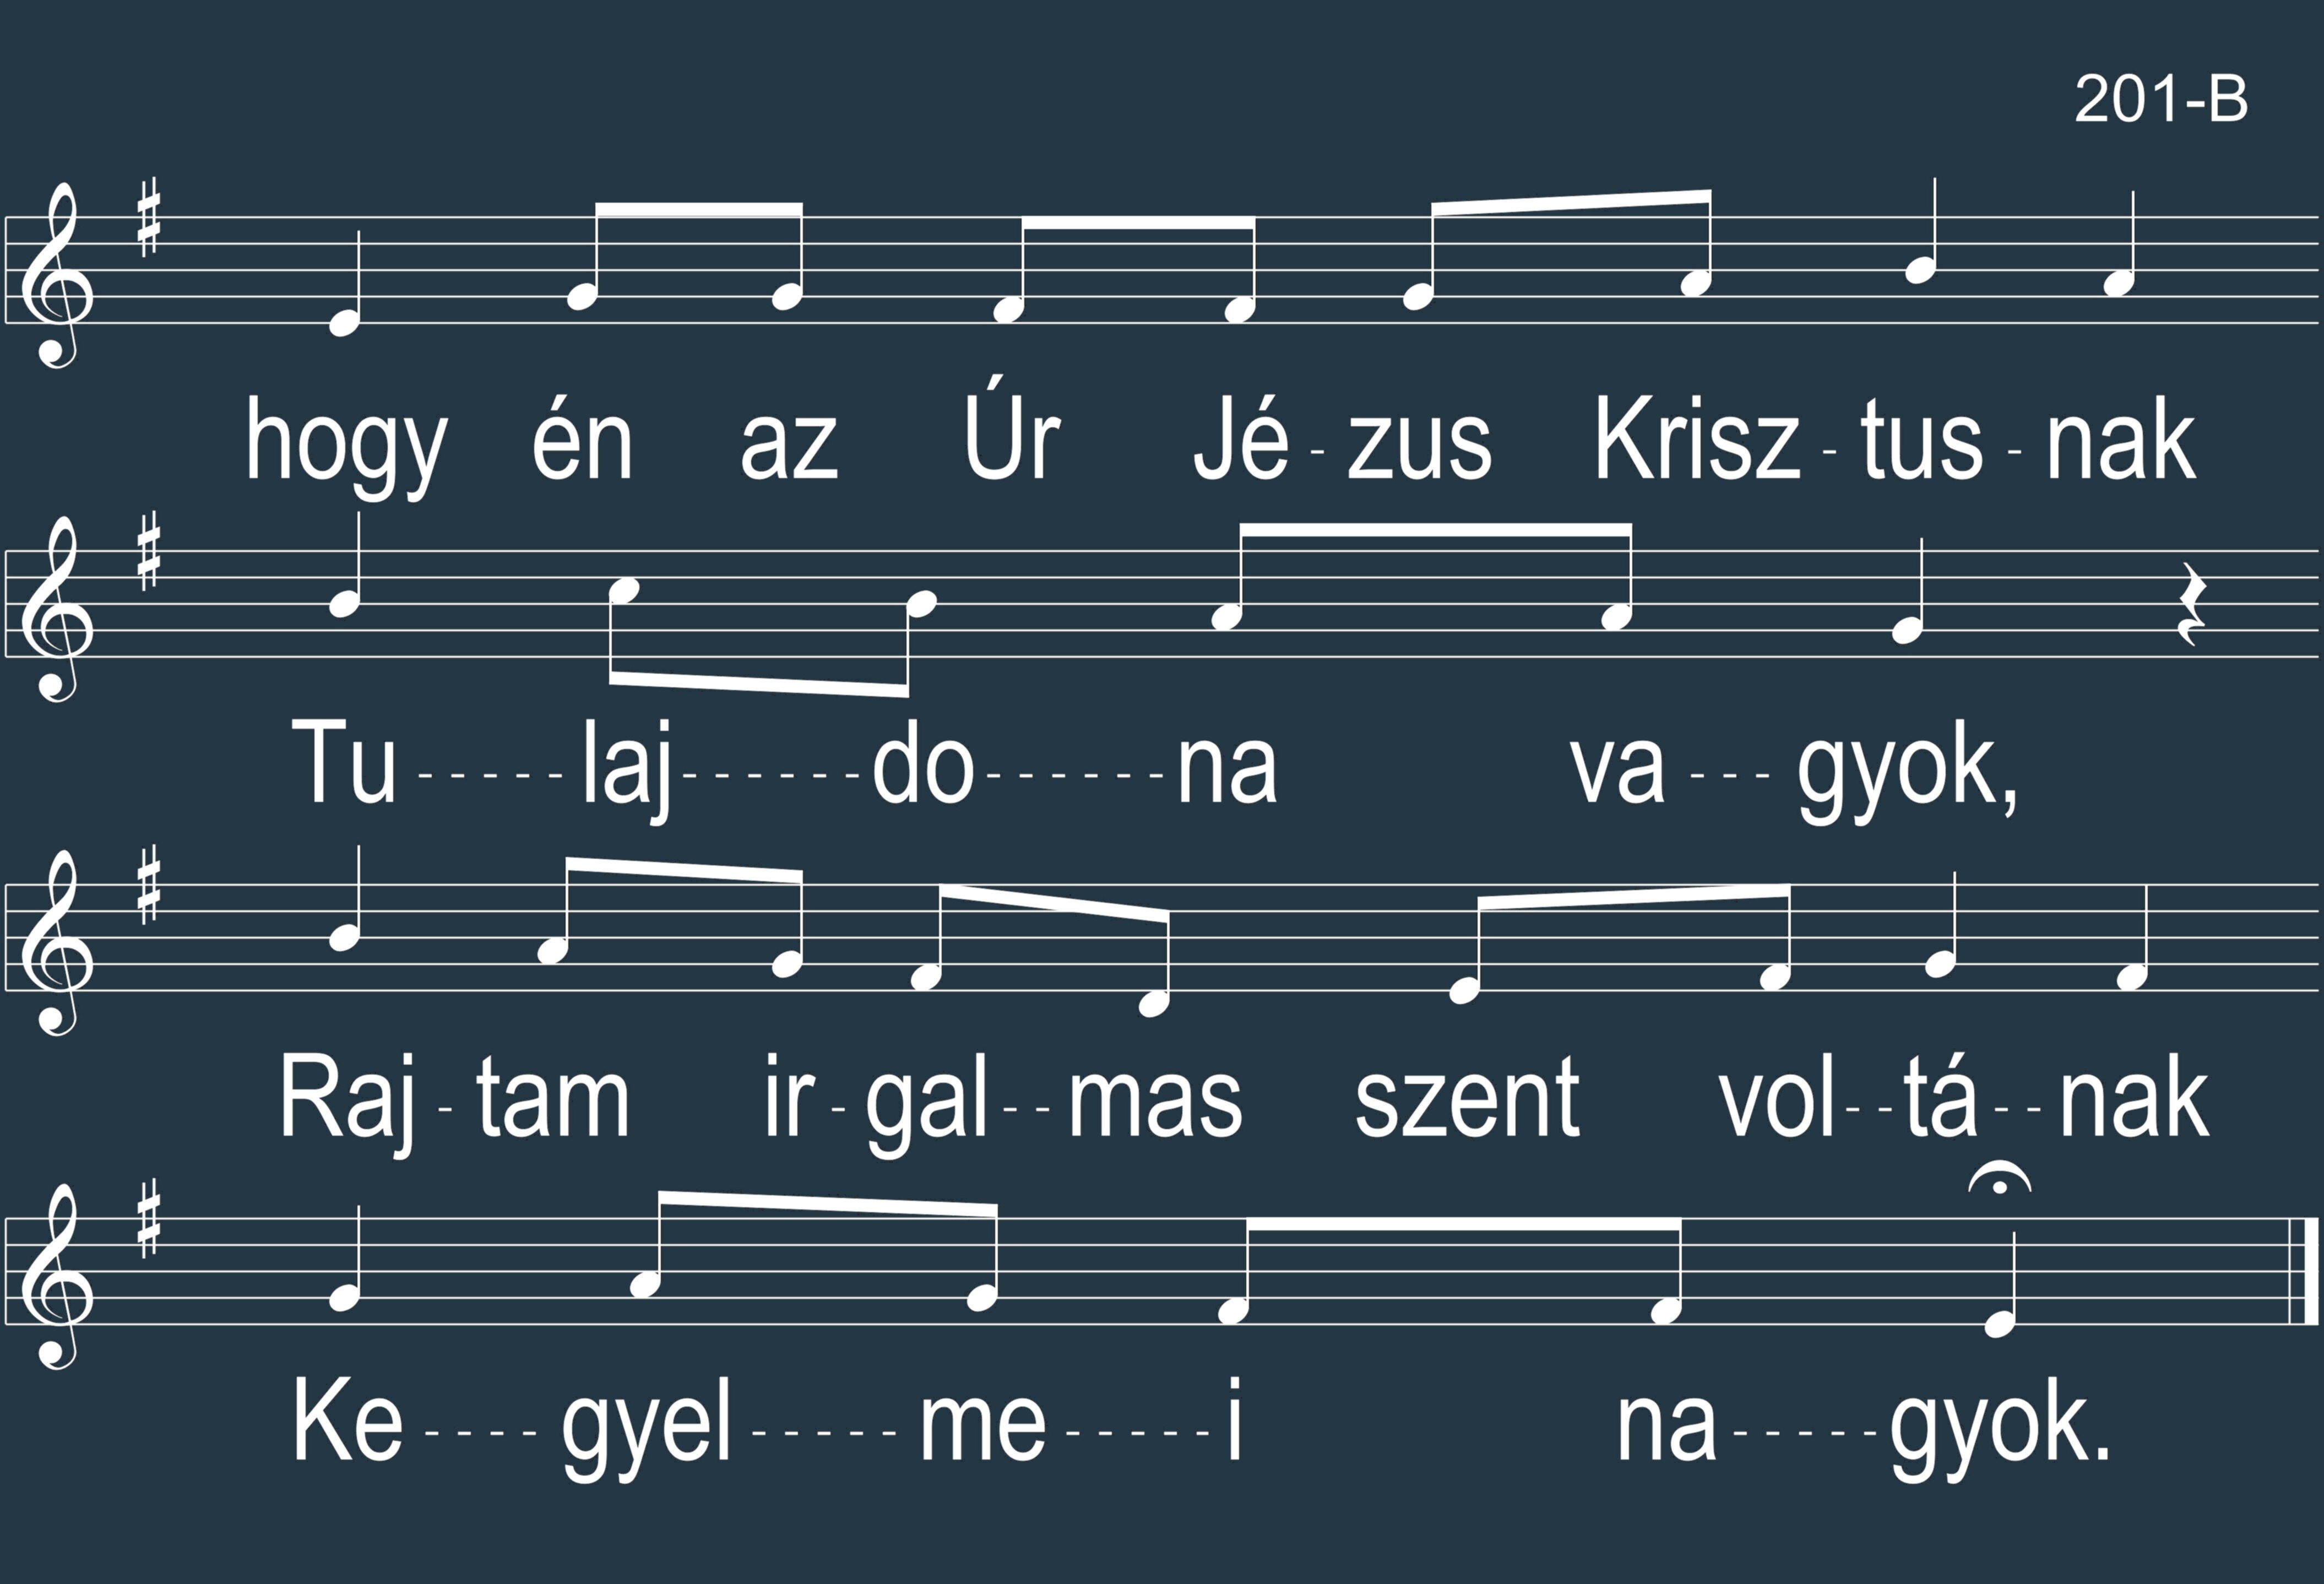 201-B
hogy én az Úr Jé - zus Krisz - tus - nak
Tu - - - - - laj - - - - - - do - - - - - - na va - - - gyok,
Raj - tam ir - gal - - mas szent vol - - tá - - nak
Ke - - - - gyel - - - - - me - - - - - i na - - - - - gyok.